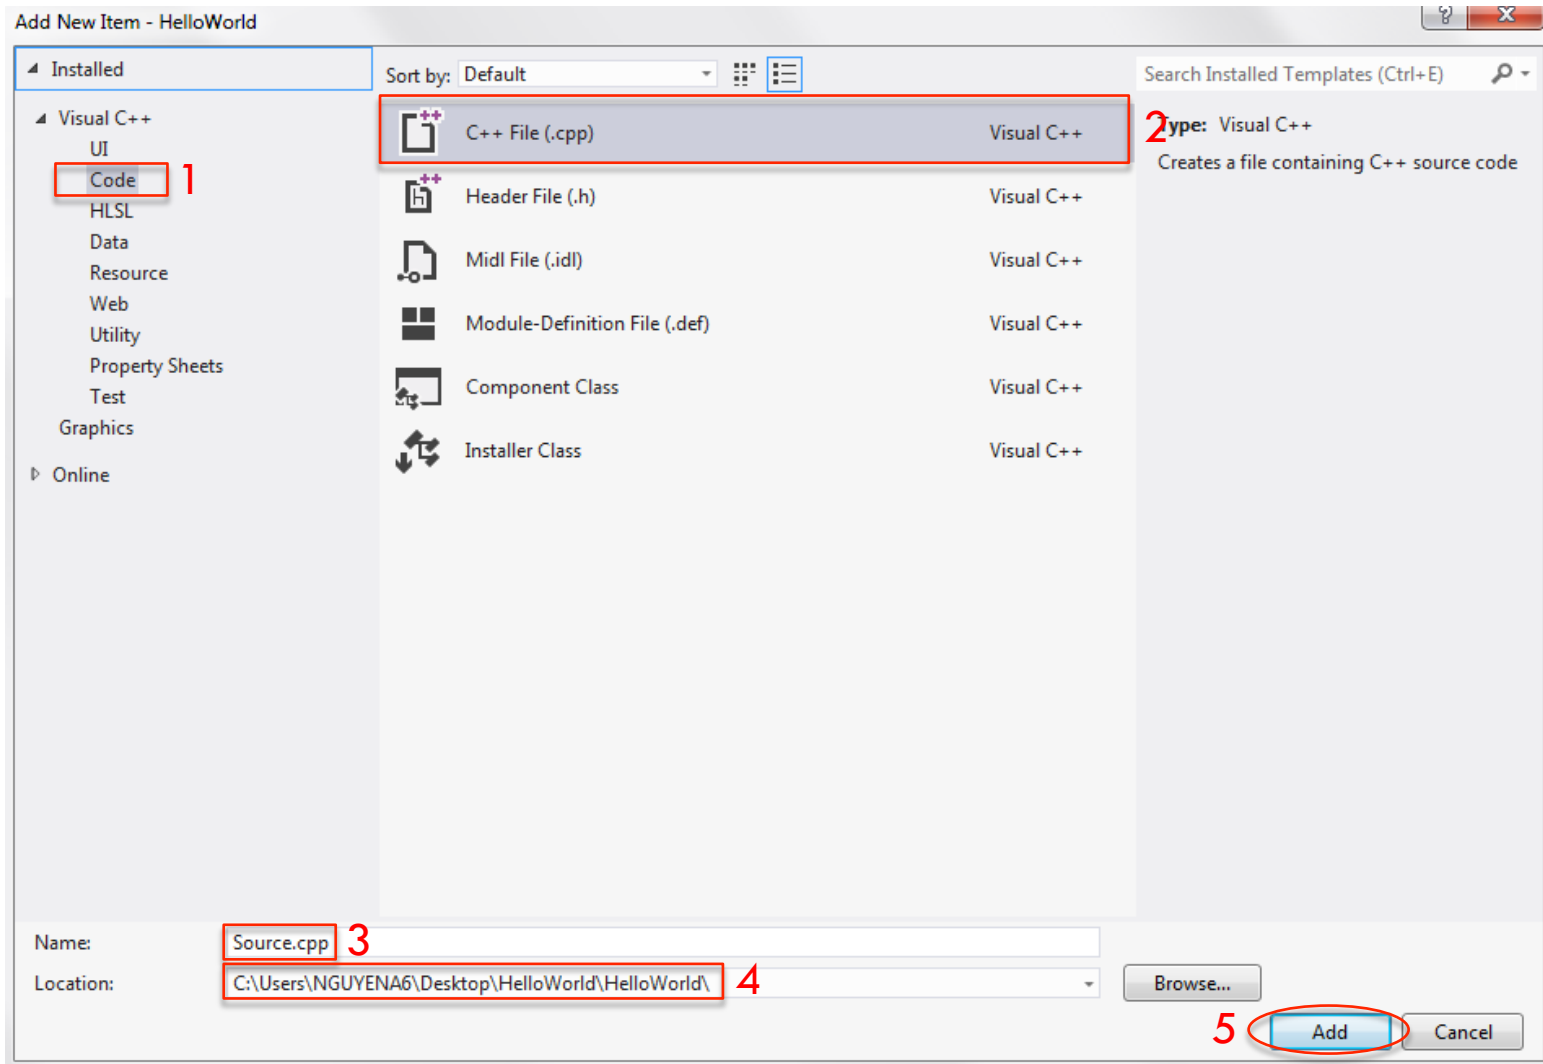 Add New Item - HelloWorld
Installed
Sort by: Default
Search Installed Templates (Ctrl+E)
Visual C++
UI
Code 1
HLSL
Data
Resource
Web
Utility
Property Sheets
Test
Graphics
Online
C++ File (.cpp) Visual C++
Header File (.h) Visual C++
Midl File (.idl) Visual C++
Module-Definition File (.def) Visual C++
Component Class Visual C++
Installer Class Visual C++
2
Type: Visual C++
Creates a file containing C++ source code
Name: Source.cpp 3
Location: C:\Users\NGUYENA6\Desktop\HelloWorld\HelloWorld\ 4 Browse...
5 Add Cancel